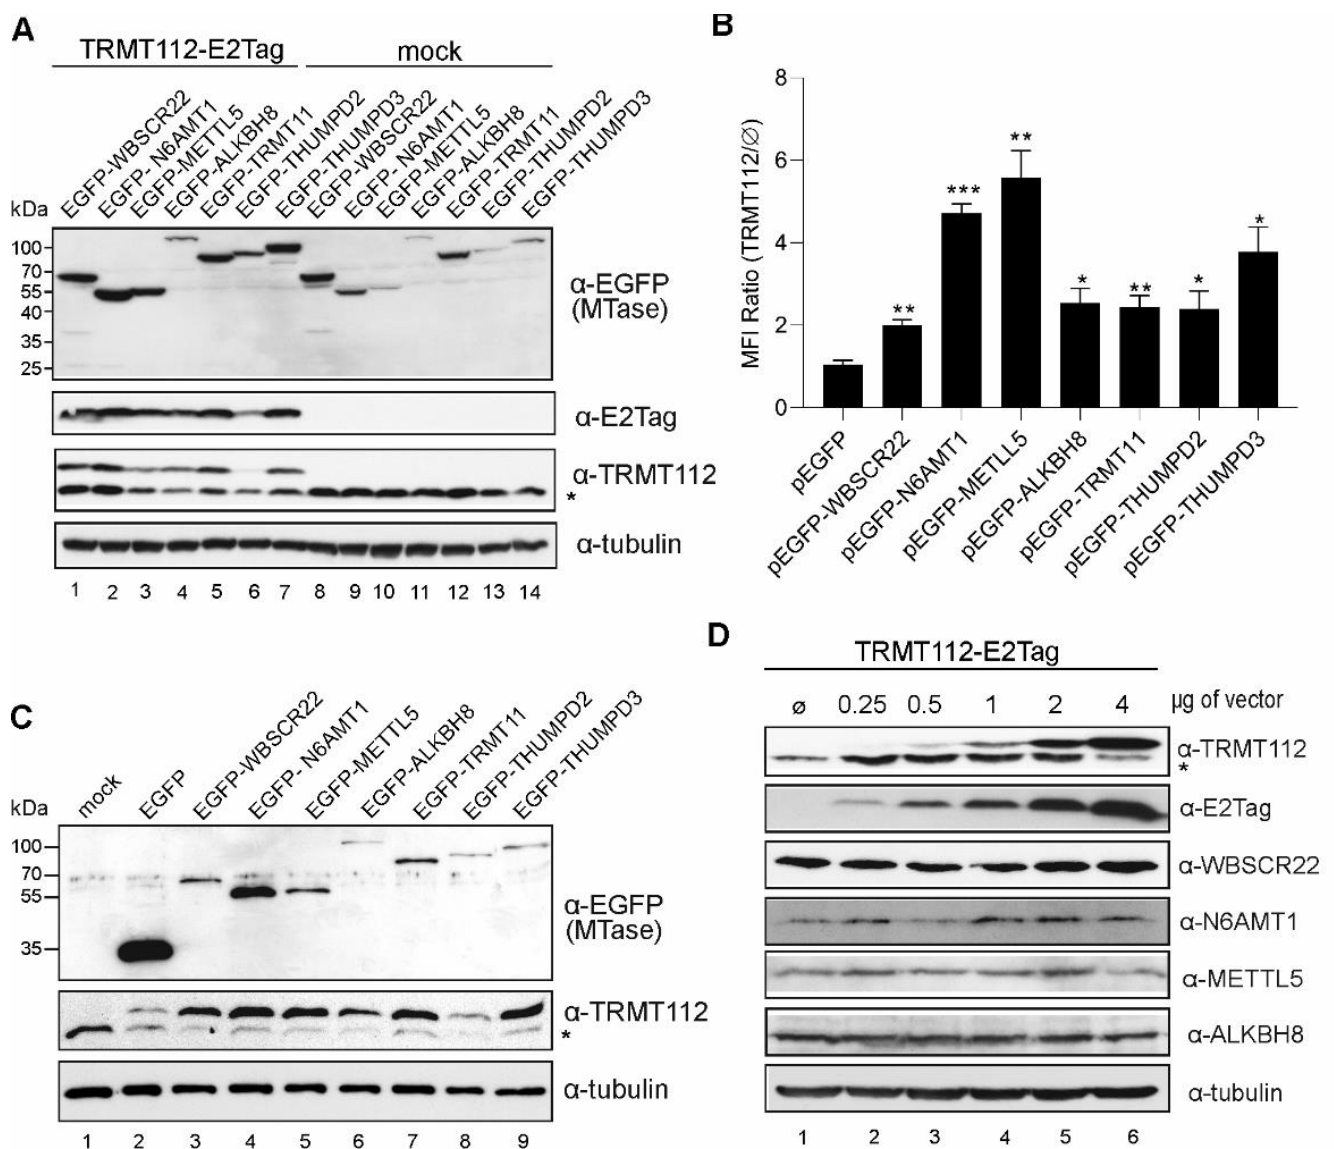 A
TRMT112-E2Tag
mock
EGFP-WBSCR22
EGFP- N6AMT1
EGFP-METTL5
EGFP-ALKBH8
EGFP-TRMT11
EGFP-THUMPD2
EGFP-THUMPD3
EGFP-WBSCR22
EGFP-N6AMT1
EGFP-METTL5
EGFP-ALKBH8
EGFP-TRMT11
EGFP-THUMPD2
EGFP-THUMPD3
kDa
100
70
55
40
35
25
α-EGFP
(MTase)
α-E2Tag
α-TRMT112
*
α-tubulin
1 2 3 4 5 6 7 8 9 10 11 12 13 14
B
MFI Ratio (TRMT112/∅)
8
6
4
2
0
**
***
**
*
**
*
*
pEGFP
pEGFP-WBSCR22
pEGFP-N6AMT1
pEGFP-METLL5
pEGFP-ALKBH8
pEGFP-TRMT11
pEGFP-THUMPD2
pEGFP-THUMPD3
C
mock
EGFP
EGFP-WBSCR22
EGFP- N6AMT1
EGFP-METTL5
EGFP-ALKBH8
EGFP-TRMT11
EGFP-THUMPD2
EGFP-THUMPD3
kDa
100
70
55
35
α-EGFP
(MTase)
α-TRMT112
*
α-tubulin
1 2 3 4 5 6 7 8 9
D
TRMT112-E2Tag
ø 0.25 0.5 1 2 4 µg of vector
α-TRMT112
*
α-E2Tag
α-WBSCR22
α-N6AMT1
α-METTL5
α-ALKBH8
α-tubulin
1 2 3 4 5 6